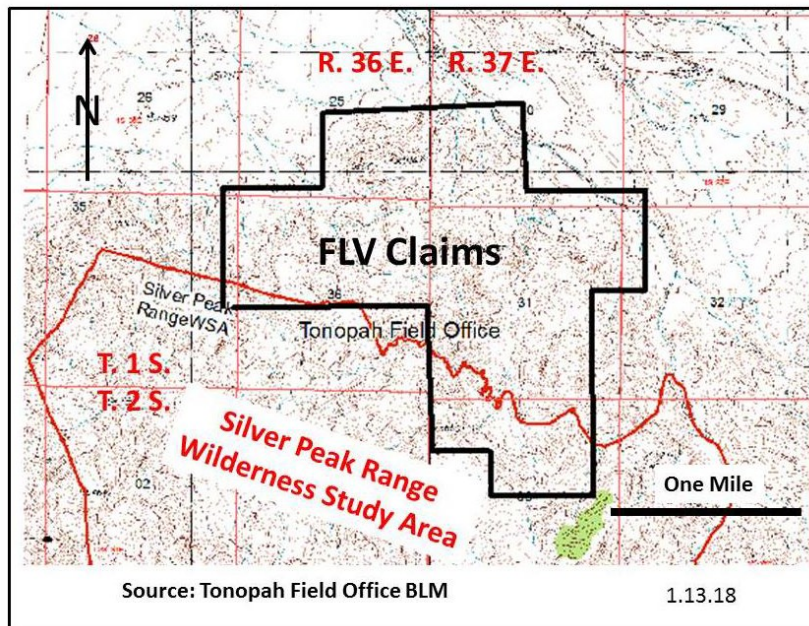 R. 36 E.
R. 37 E.
N
26
25
29
35
FLV Claims
36
31
32
Silver Peak
RangeWSA
Tonopah Field Office
T. 1 S.
T. 2 S.
Silver Peak Range
Wilderness Study Area
02
One Mile
Source: Tonopah Field Office BLM
1.13.18